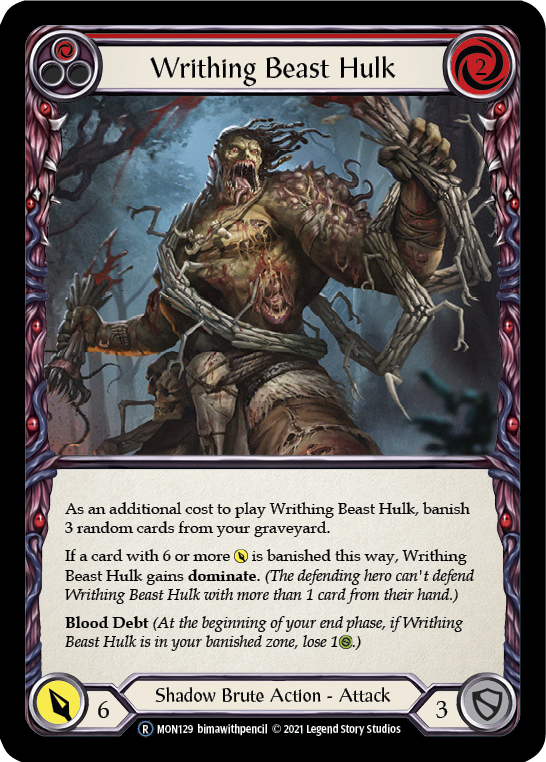 Writhing Beast Hulk
2
As an additional cost to play Writhing Beast Hulk, banish
3 random cards from your graveyard.
If a card with 6 or more is banished this way, Writhing
Beast Hulk gains dominate. (The defending hero can't defend
Writhing Beast Hulk with more than 1 card from their hand.)
Blood Debt (At the beginning of your end phase, if Writhing
Beast Hulk is in your banished zone, lose 1.)
6
Shadow Brute Action - Attack
3
R MON129 bimawithpencil © 2021 Legend Story Studios